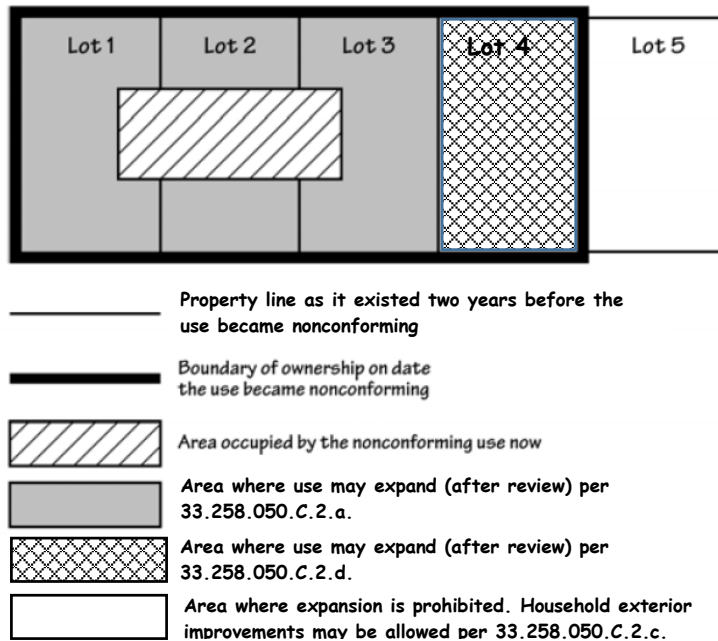 Lot 1 Lot 2 Lot 3 Lot 4 Lot 5
Property line as it existed two years before the
use became nonconforming
Boundary of ownership on date
the use became nonconforming
Area occupied by the nonconforming use now
Area where use may expand (after review) per
33.258.050.C.2.a.
Area where use may expand (after review) per
33.258.050.C.2.d.
Area where expansion is prohibited. Household exterior
improvements may be allowed per 33.258.050.C.2.c.